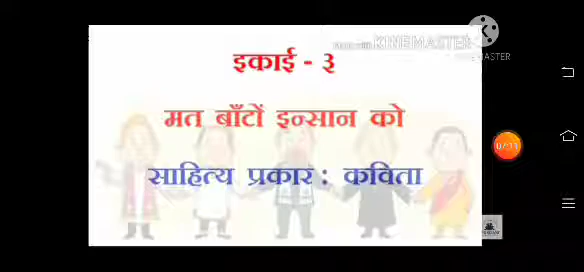 इकाई - ३
मत बाँटों इन्सान को
साहित्य प्रकार : कविता
KINEMASTER